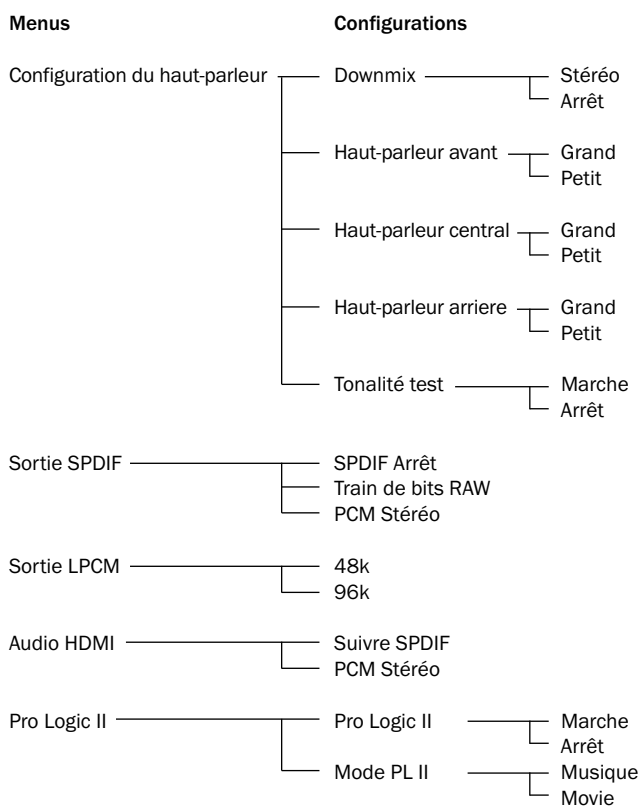 Menus Configurations
Configuration du haut-parleur Downmix Stéréo
Arrêt
Haut-parleur avant Grand
Petit
Haut-parleur central Grand
Petit
Haut-parleur arriere Grand
Petit
Tonalité test Marche
Arrêt
Sortie SPDIF SPDIF Arrêt
Train de bits RAW
PCM Stéréo
Sortie LPCM 48k
96k
Audio HDMI Suivre SPDIF
PCM Stéréo
Pro Logic II Pro Logic II Marche
Arrêt
Mode PL II Musique
Movie